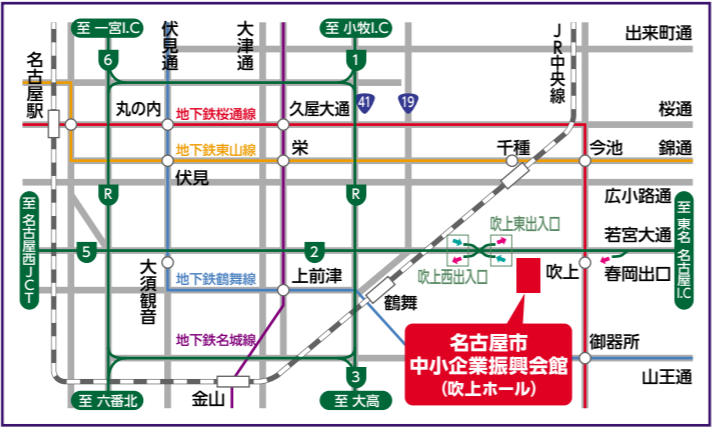 至 一宮I.C
伏見通
大津通
至 小牧I.C
JR中央線
出来町通
6
1
名古屋駅
丸の内
地下鉄桜通線
久屋大通
41
19
桜通
地下鉄東山線
栄
千種
今池
錦通
伏見
R
R
広小路通
至 名古屋西JCT
至 東名 名古屋I.C
吹上東出入口
若宮大通
5
2
大須観音
地下鉄鶴舞線
上前津
吹上西出入口
吹上
春岡出口
鶴舞
地下鉄名城線
名古屋市
中小企業振興会館
(吹上ホール)
御器所
3
山王通
至 六番北
金山
至 大高